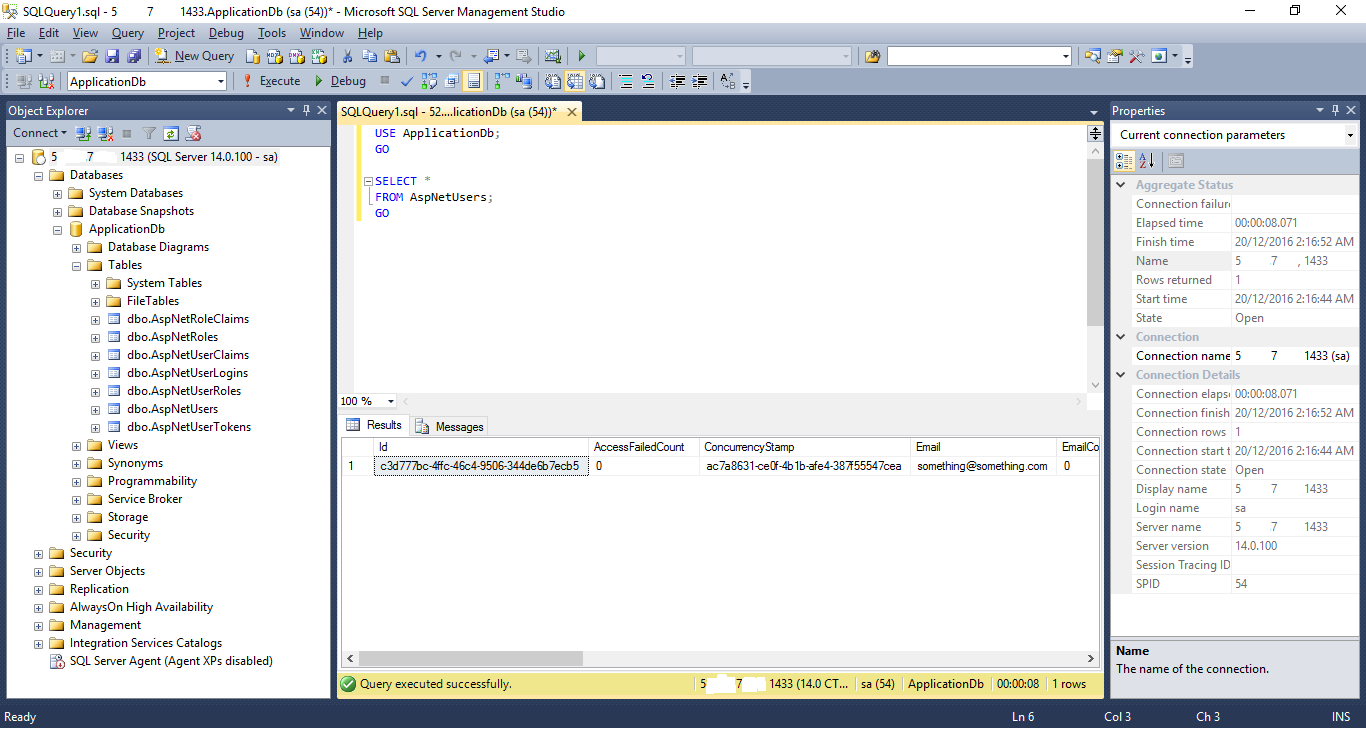 SQLQuery1.sql - 5 7 1433.ApplicationDb (sa (54))* - Microsoft SQL Server Management Studio
File Edit View Query Project Debug Tools Window Help
New Query
ApplicationDb Execute Debug
Object Explorer
Connect
5 .7 1433 (SQL Server 14.0.100 - sa)
Databases
System Databases
Database Snapshots
ApplicationDb
Database Diagrams
Tables
System Tables
FileTables
dbo.AspNetRoleClaims
dbo.AspNetRoles
dbo.AspNetUserClaims
dbo.AspNetUserLogins
dbo.AspNetUserRoles
dbo.AspNetUsers
dbo.AspNetUserTokens
Views
Synonyms
Programmability
Service Broker
Storage
Security
Security
Server Objects
Replication
AlwaysOn High Availability
Management
Integration Services Catalogs
SQL Server Agent (Agent XPs disabled)
SQLQuery1.sql - 52....licationDb (sa (54))*
USE ApplicationDb;
GO
SELECT *
FROM AspNetUsers;
GO
100 %
Results Messages
Id AccessFailedCount ConcurrencyStamp Email EmailCo
1 c3d777bc-4ffc-46c4-9506-344de6b7ecb5 0 ac7a8631-ce0f-4b1b-afe4-387f55547cea something@something.com 0
Query executed successfully. 5 7 1433 (14.0 CT... sa (54) ApplicationDb 00:00:08 1 rows
Properties
Current connection parameters
Aggregate Status
Connection failure
Elapsed time 00:00:08.071
Finish time 20/12/2016 2:16:52 AM
Name 5 7 , 1433
Rows returned 1
Start time 20/12/2016 2:16:44 AM
State Open
Connection
Connection name 5 7 1433 (sa)
Connection Details
Connection elapse 00:00:08.071
Connection finish 20/12/2016 2:16:52 AM
Connection rows 1
Connection start t 20/12/2016 2:16:44 AM
Connection state Open
Display name 5 7 1433
Login name sa
Server name 5 7 1433
Server version 14.0.100
Session Tracing ID
SPID 54
Name
The name of the connection.
Ready Ln 6 Col 3 Ch 3 INS